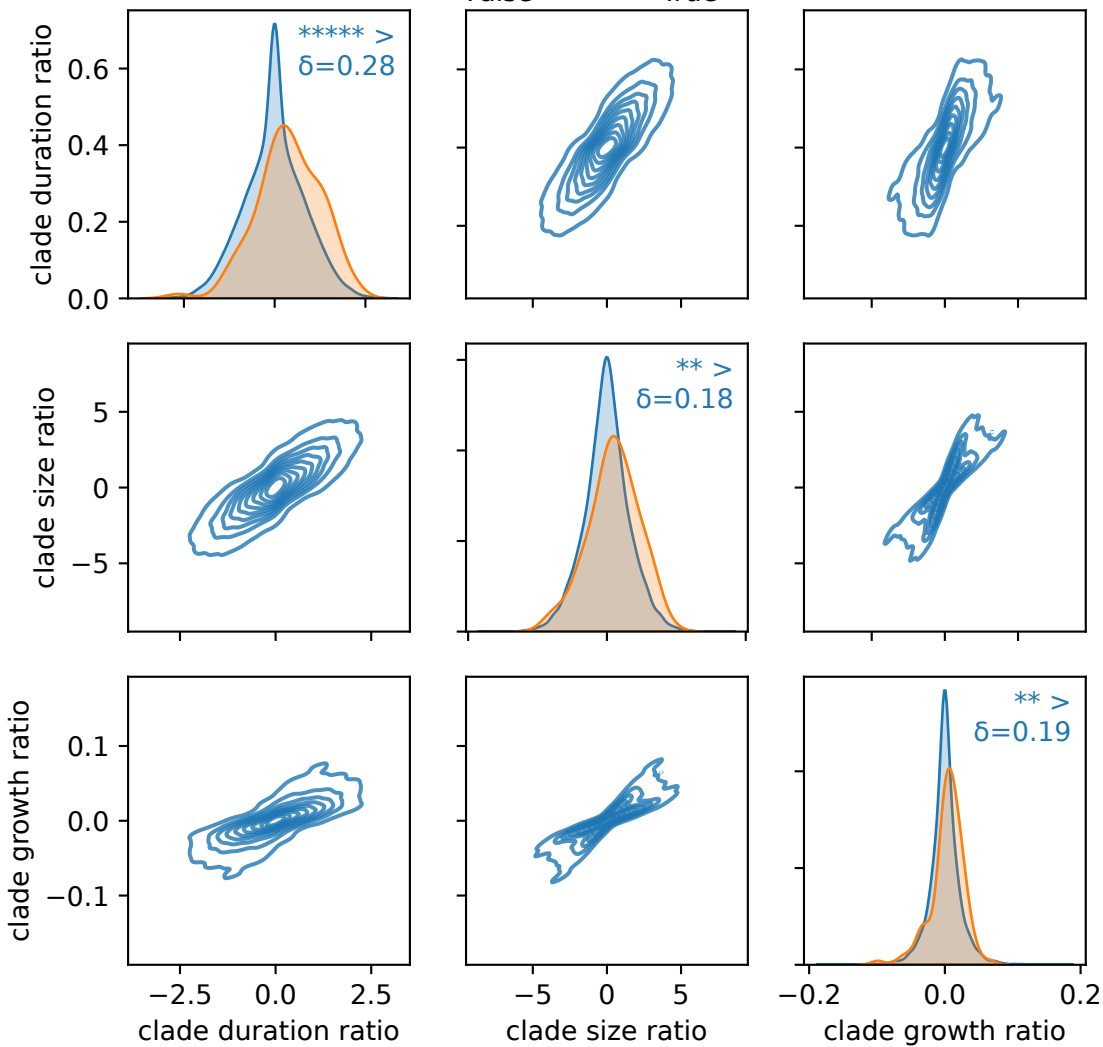 clade duration ratio
0.6
0.4
0.2
0.0
***** >
δ=0.28
clade size ratio
5
0
−5
** >
δ=0.18
clade growth ratio
0.1
0.0
−0.1
** >
δ=0.19
−2.5 0.0 2.5
−5 0 5
−0.2 0.0 0.2
clade duration ratio
clade size ratio
clade growth ratio